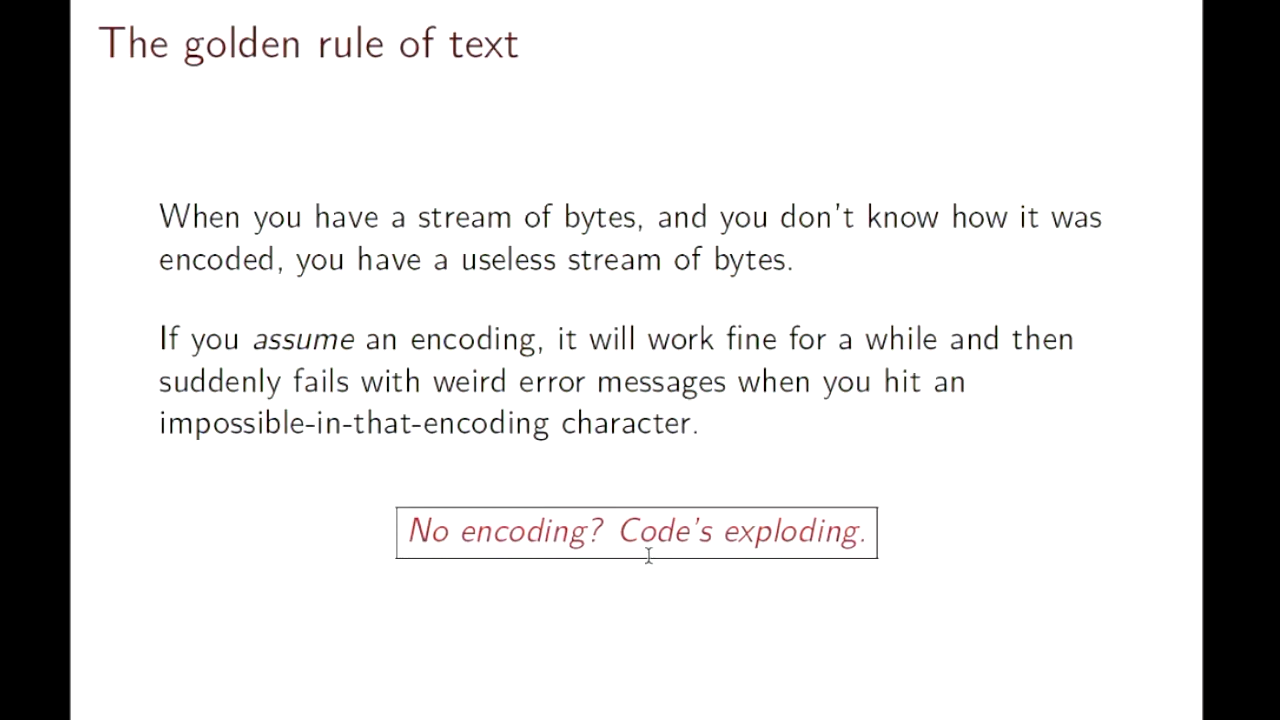 The golden rule of text
When you have a stream of bytes, and you don't know how it was
encoded, you have a useless stream of bytes.
If you assume an encoding, it will work fine for a while and then
suddenly fails with weird error messages when you hit an
impossible-in-that-encoding character.
No encoding? Code's exploding.